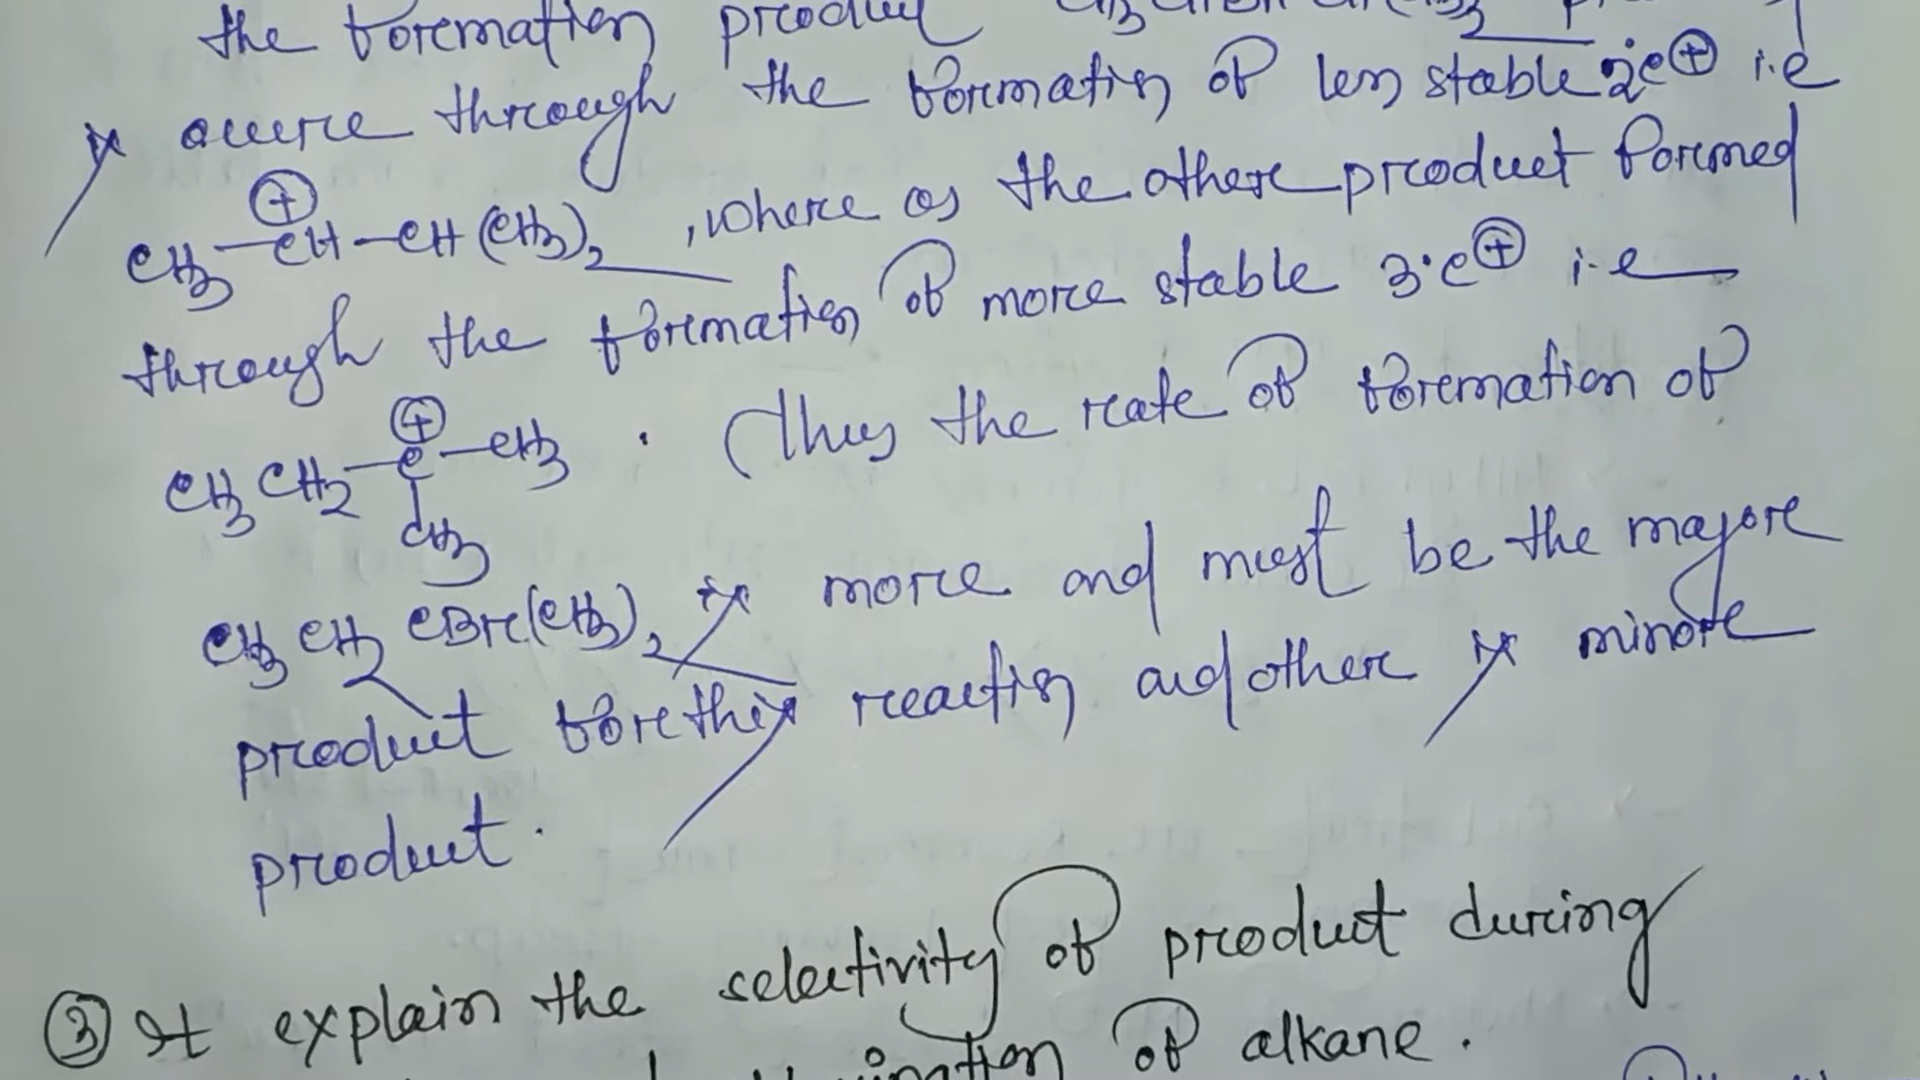 the formation product
is occure through the formation of less stable 2°C⊕ i.e
CH3-C⊕H-CH(CH3)2, where as the other product formed
through the formation of more stable 3°C⊕ i.e
CH3CH2-C⊕-CH3. Thus the rate of formation of
CH3
CH3CH2CBr(CH3)2 is more and must be the major
product for this reaction and other is minor
product.
③ It explain the selectivity of product during
of alkane.